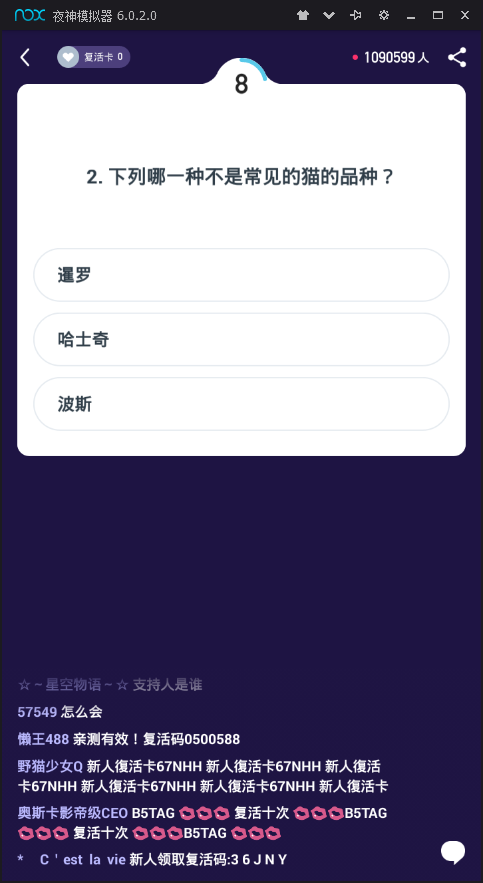 nox 夜神模拟器 6.0.2.0
复活卡 0
1090599 人
8
2. 下列哪一种不是常见的猫的品种？
暹罗
哈士奇
波斯
☆~星空物语~☆ 支持人是谁
57549 怎么会
懒王488 亲测有效！复活码0500588
野猫少女Q 新人復活卡67NHH 新人復活卡67NHH 新人復活
卡67NHH 新人復活卡67NHH 新人復活卡67NHH 新人復活卡
奥斯卡影帝级CEO B5TAG 💋💋💋 复活十次 💋💋💋B5TAG
💋💋💋 复活十次 💋💋💋B5TAG 💋💋💋
* C ' est la vie 新人领取复活码:3 6 J N Y